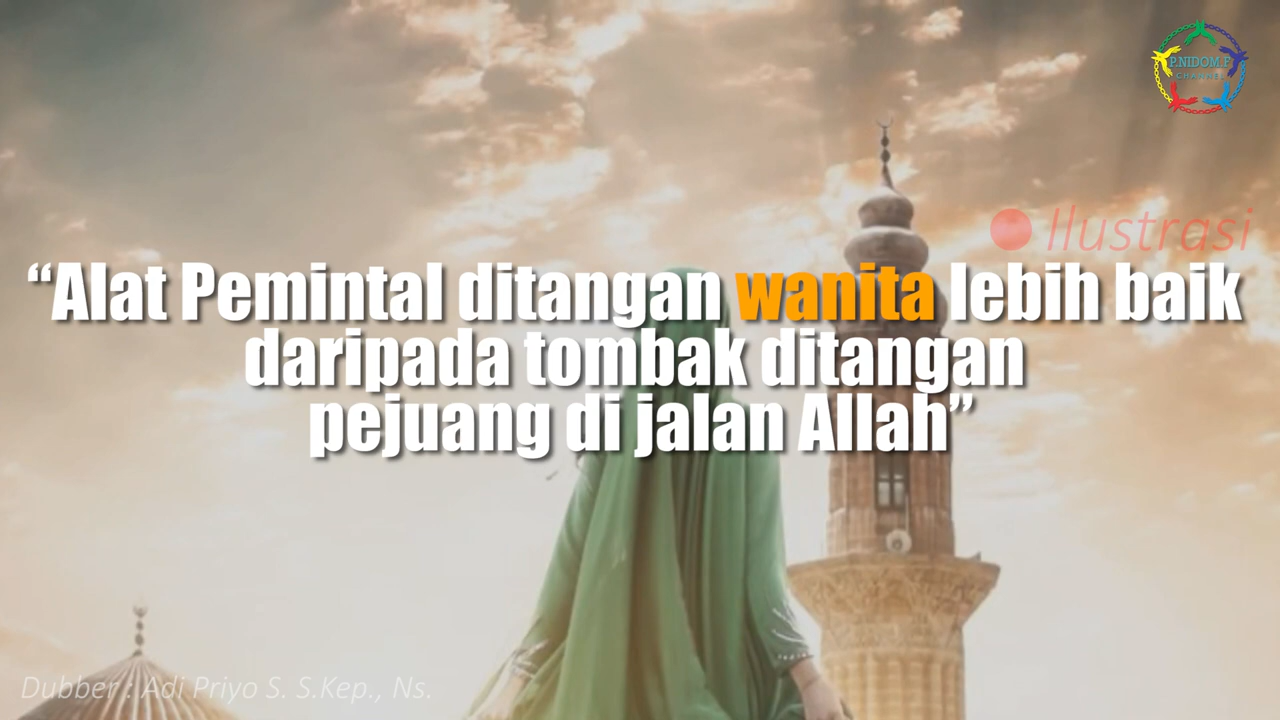 P.NIDOM.F
CHANNEL
Ilustrasi
“Alat Pemintal ditangan wanita lebih baik
daripada tombak ditangan
pejuang di jalan Allah”
Dubber : Adi Priyo S. S.Kep., Ns.